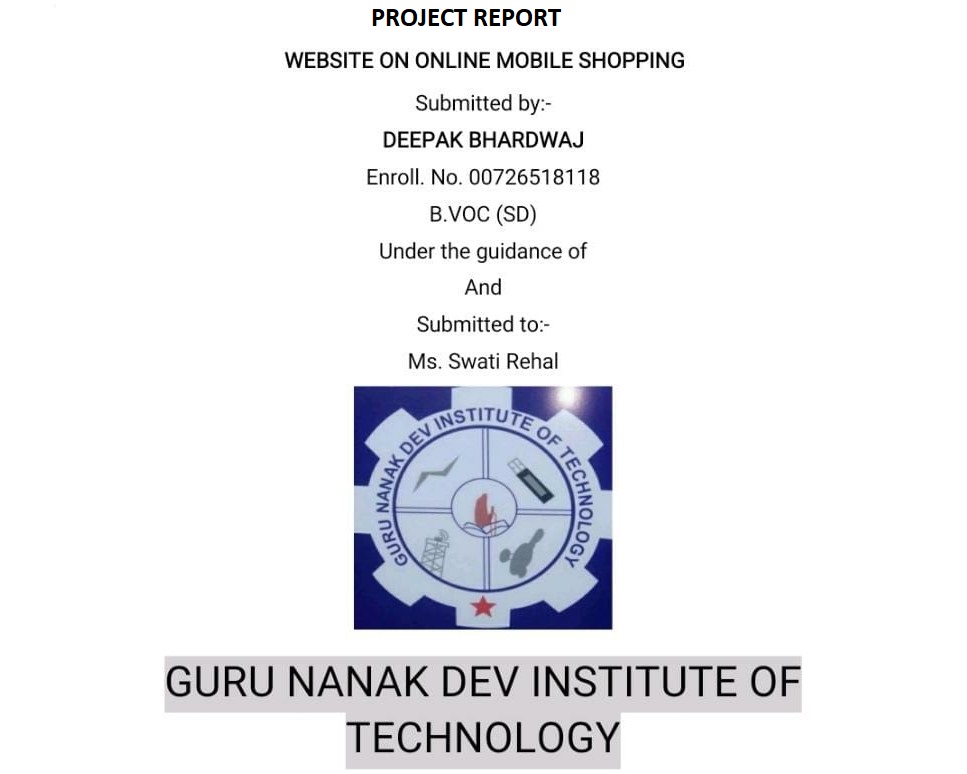 PROJECT REPORT
WEBSITE ON ONLINE MOBILE SHOPPING
Submitted by:-
DEEPAK BHARDWAJ
Enroll. No. 00726518118
B.VOC (SD)
Under the guidance of
And
Submitted to:-
Ms. Swati Rehal
GURU NANAK DEV INSTITUTE OF TECHNOLOGY
GURU NANAK DEV INSTITUTE OF
TECHNOLOGY